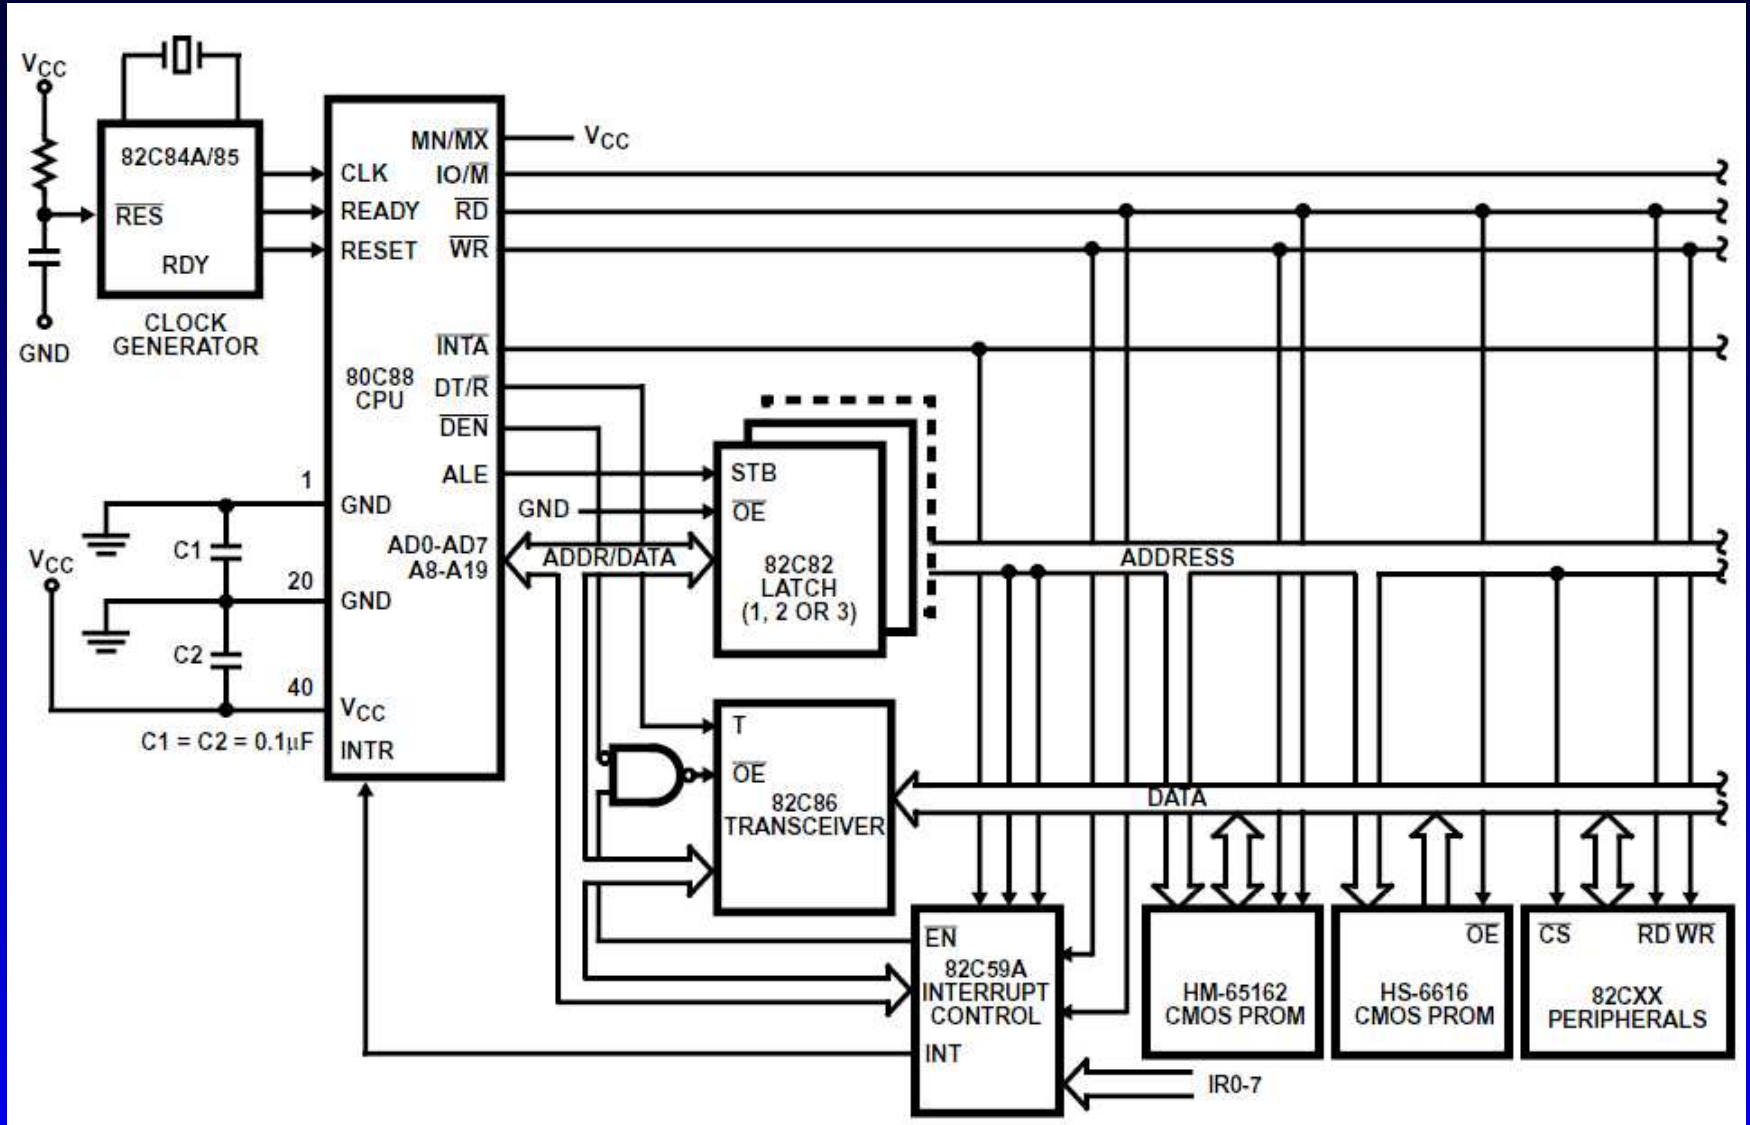 VCC
82C84A/85
RES
RDY
CLOCK
GENERATOR
GND
CLK
READY
RESET
MN/MX
IO/M
RD
WR
VCC
INTA
80C88
CPU
DT/R
DEN
ALE
1
GND
C1
AD0-AD7
A8-A19
VCC
20
GND
C2
40
VCC
C1 = C2 = 0.1μF
INTR
GND
ADDR/DATA
STB
OE
82C82
LATCH
(1, 2 OR 3)
ADDRESS
T
OE
82C86
TRANSCEIVER
DATA
EN
82C59A
INTERRUPT
CONTROL
INT
IR0-7
HM-65162
CMOS PROM
OE
HS-6616
CMOS PROM
CS
RD WR
82CXX
PERIPHERALS